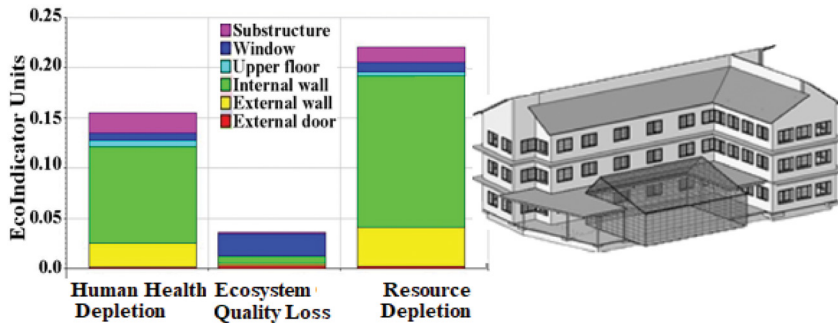 EcoIndicator Units
0.25
0.20
0.15
0.10
0.05
0.0
Substructure
Window
Upper floor
Internal wall
External wall
External door
Human Health
Depletion
Ecosystem
Quality Loss
Resource
Depletion